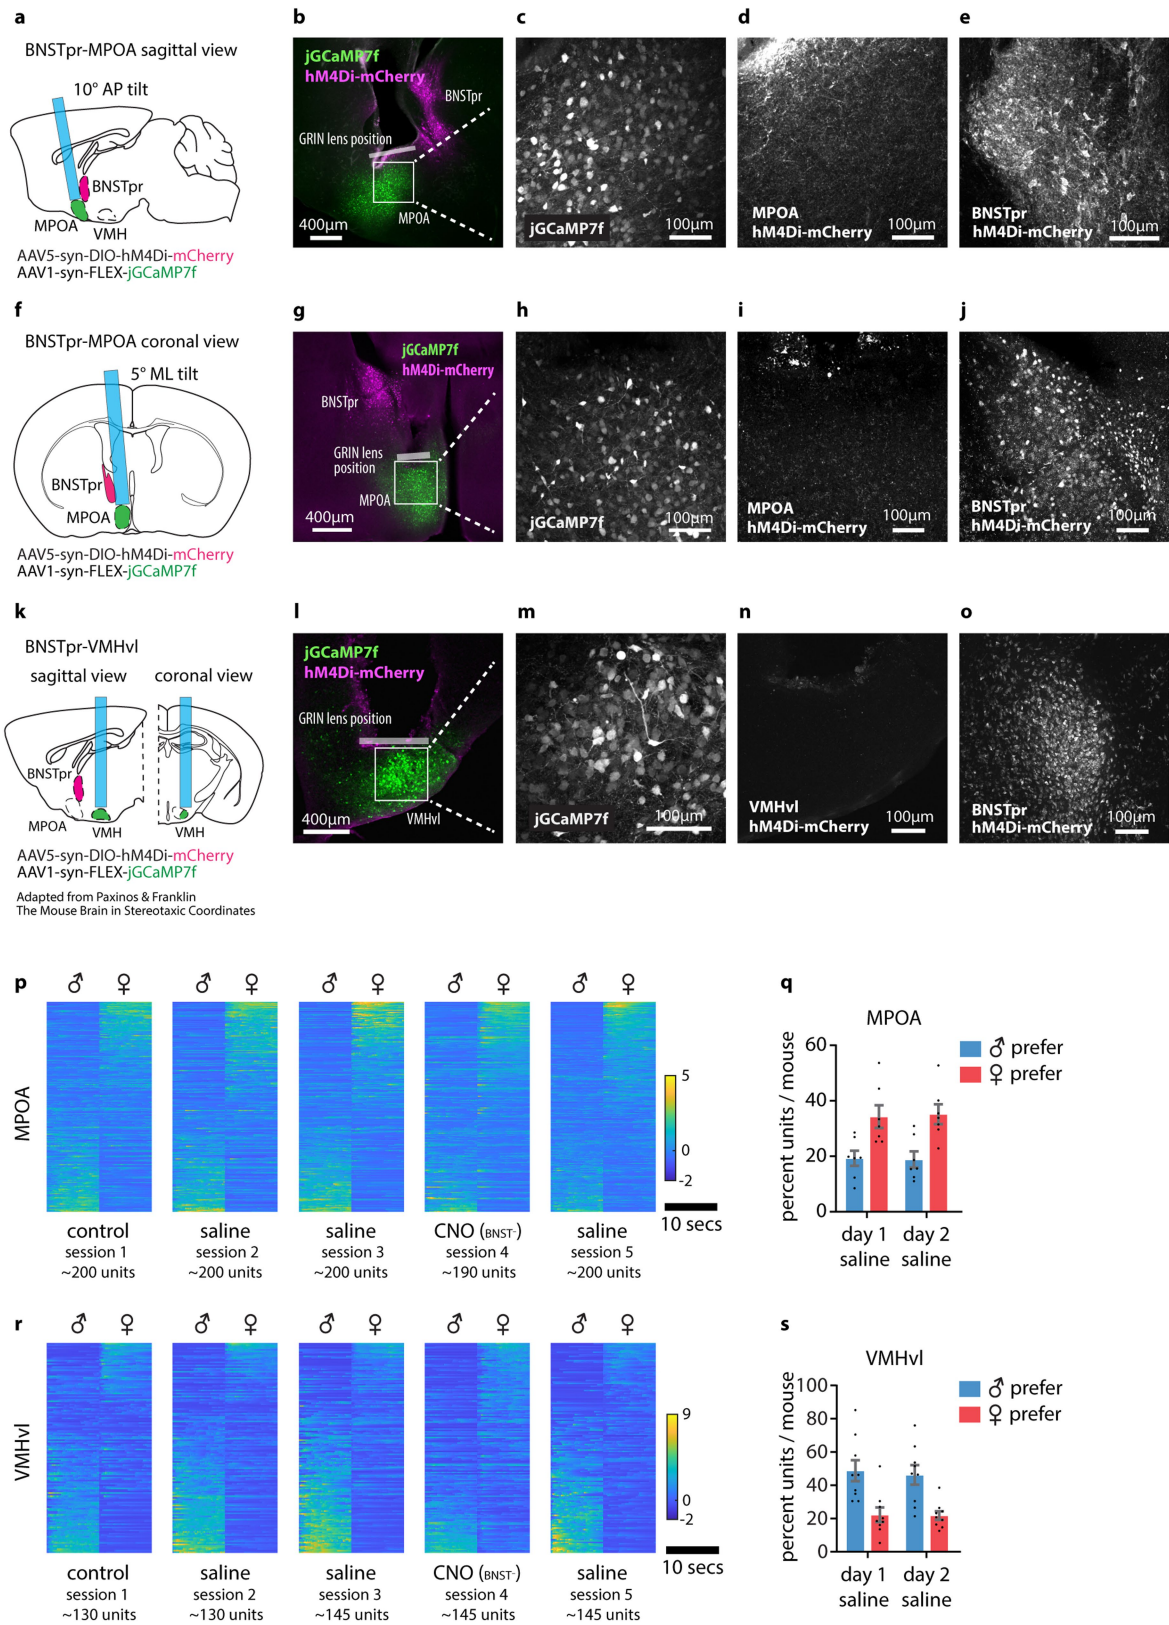 a
BNSTpr-MPOA sagittal view
10° AP tilt
BNSTpr
MPOA
VMH
AAV5-syn-DIO-hM4Di-mCherry
AAV1-syn-FLEX-jGCaMP7f
b
jGCaMP7f
hM4Di-mCherry
BNSTpr
GRIN lens position
MPOA
400µm
c
jGCaMP7f
100µm
d
MPOA
hM4Di-mCherry
100µm
e
BNSTpr
hM4Di-mCherry
100µm
f
BNSTpr-MPOA coronal view
5° ML tilt
BNSTpr
MPOA
AAV5-syn-DIO-hM4Di-mCherry
AAV1-syn-FLEX-jGCaMP7f
g
jGCaMP7f
hM4Di-mCherry
BNSTpr
GRIN lens
position
MPOA
400µm
h
jGCaMP7f
100µm
i
MPOA
hM4Di-mCherry
100µm
j
BNSTpr
hM4Di-mCherry
100µm
k
BNSTpr-VMHvl
sagittal view
coronal view
BNSTpr
MPOA
VMH
VMH
AAV5-syn-DIO-hM4Di-mCherry
AAV1-syn-FLEX-jGCaMP7f
Adapted from Paxinos & Franklin
The Mouse Brain in Stereotaxic Coordinates
l
jGCaMP7f
hM4Di-mCherry
GRIN lens position
VMHvl
400µm
m
jGCaMP7f
100µm
n
VMHvl
hM4Di-mCherry
100µm
o
BNSTpr
hM4Di-mCherry
100µm
p
♂ ♀ ♂ ♀ ♂ ♀ ♂ ♀ ♂ ♀
MPOA
5
0
-2
10 secs
control saline saline CNO (BNST-) saline
session 1 session 2 session 3 session 4 session 5
~200 units ~200 units ~200 units ~190 units ~200 units
q
MPOA
♂ prefer
♀ prefer
percent units / mouse
60
40
20
0
day 1 day 2
saline saline
r
♂ ♀ ♂ ♀ ♂ ♀ ♂ ♀ ♂ ♀
VMHvl
9
0
-2
10 secs
control saline saline CNO (BNST-) saline
session 1 session 2 session 3 session 4 session 5
~130 units ~130 units ~145 units ~145 units ~145 units
s
VMHvl
♂ prefer
♀ prefer
percent units / mouse
100
80
60
40
20
0
day 1 day 2
saline saline